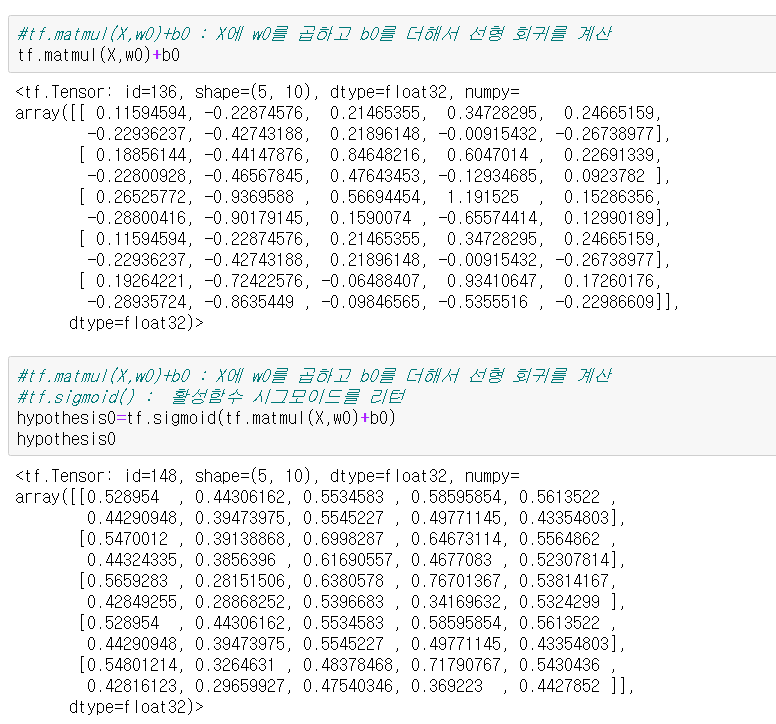 #tf.matmul(X,w0)+b0 : X에 w0를 곱하고 b0를 더해서 선형 회귀를 계산
tf.matmul(X,w0)+b0
<tf.Tensor: id=136, shape=(5, 10), dtype=float32, numpy=
array([[ 0.11594594, -0.22874576,  0.21465355,  0.34728295,  0.24665159,
        -0.22936237, -0.42743188,  0.21896148, -0.00915432, -0.26738977],
       [ 0.18856144, -0.44147876,  0.84648216,  0.6047014 ,  0.22691339,
        -0.22800928, -0.46567845,  0.47643453, -0.12934685,  0.0923782 ],
       [ 0.26525772, -0.9369588 ,  0.56694454,  1.191525  ,  0.15286356,
        -0.28800416, -0.90179145,  0.1590074 , -0.65574414,  0.12990189],
       [ 0.11594594, -0.22874576,  0.21465355,  0.34728295,  0.24665159,
        -0.22936237, -0.42743188,  0.21896148, -0.00915432, -0.26738977],
       [ 0.19264221, -0.72422576, -0.06488407,  0.93410647,  0.17260176,
        -0.28935724, -0.8635449 , -0.09846565, -0.5355516 , -0.22986609]],
      dtype=float32)>
#tf.matmul(X,w0)+b0 : X에 w0를 곱하고 b0를 더해서 선형 회귀를 계산
#tf.sigmoid() :  활성함수 시그모이드를 리턴
hypothesis0=tf.sigmoid(tf.matmul(X,w0)+b0)
hypothesis0
<tf.Tensor: id=148, shape=(5, 10), dtype=float32, numpy=
array([[0.528954  , 0.44306162, 0.5534583 , 0.58595854, 0.5613522 ,
        0.44290948, 0.39473975, 0.5545227 , 0.49771145, 0.43354803],
       [0.5470012 , 0.39138868, 0.6998287 , 0.64673114, 0.5564862 ,
        0.44324335, 0.3856396 , 0.61690557, 0.4677083 , 0.52307814],
       [0.5659283 , 0.28151506, 0.6380578 , 0.76701367, 0.53814167,
        0.42849255, 0.28868252, 0.5396683 , 0.34169632, 0.5324299 ],
       [0.528954  , 0.44306162, 0.5534583 , 0.58595854, 0.5613522 ,
        0.44290948, 0.39473975, 0.5545227 , 0.49771145, 0.43354803],
       [0.54801214, 0.3264631 , 0.48378468, 0.71790767, 0.5430436 ,
        0.42816123, 0.29659927, 0.47540346, 0.369223  , 0.4427852 ]],
      dtype=float32)>